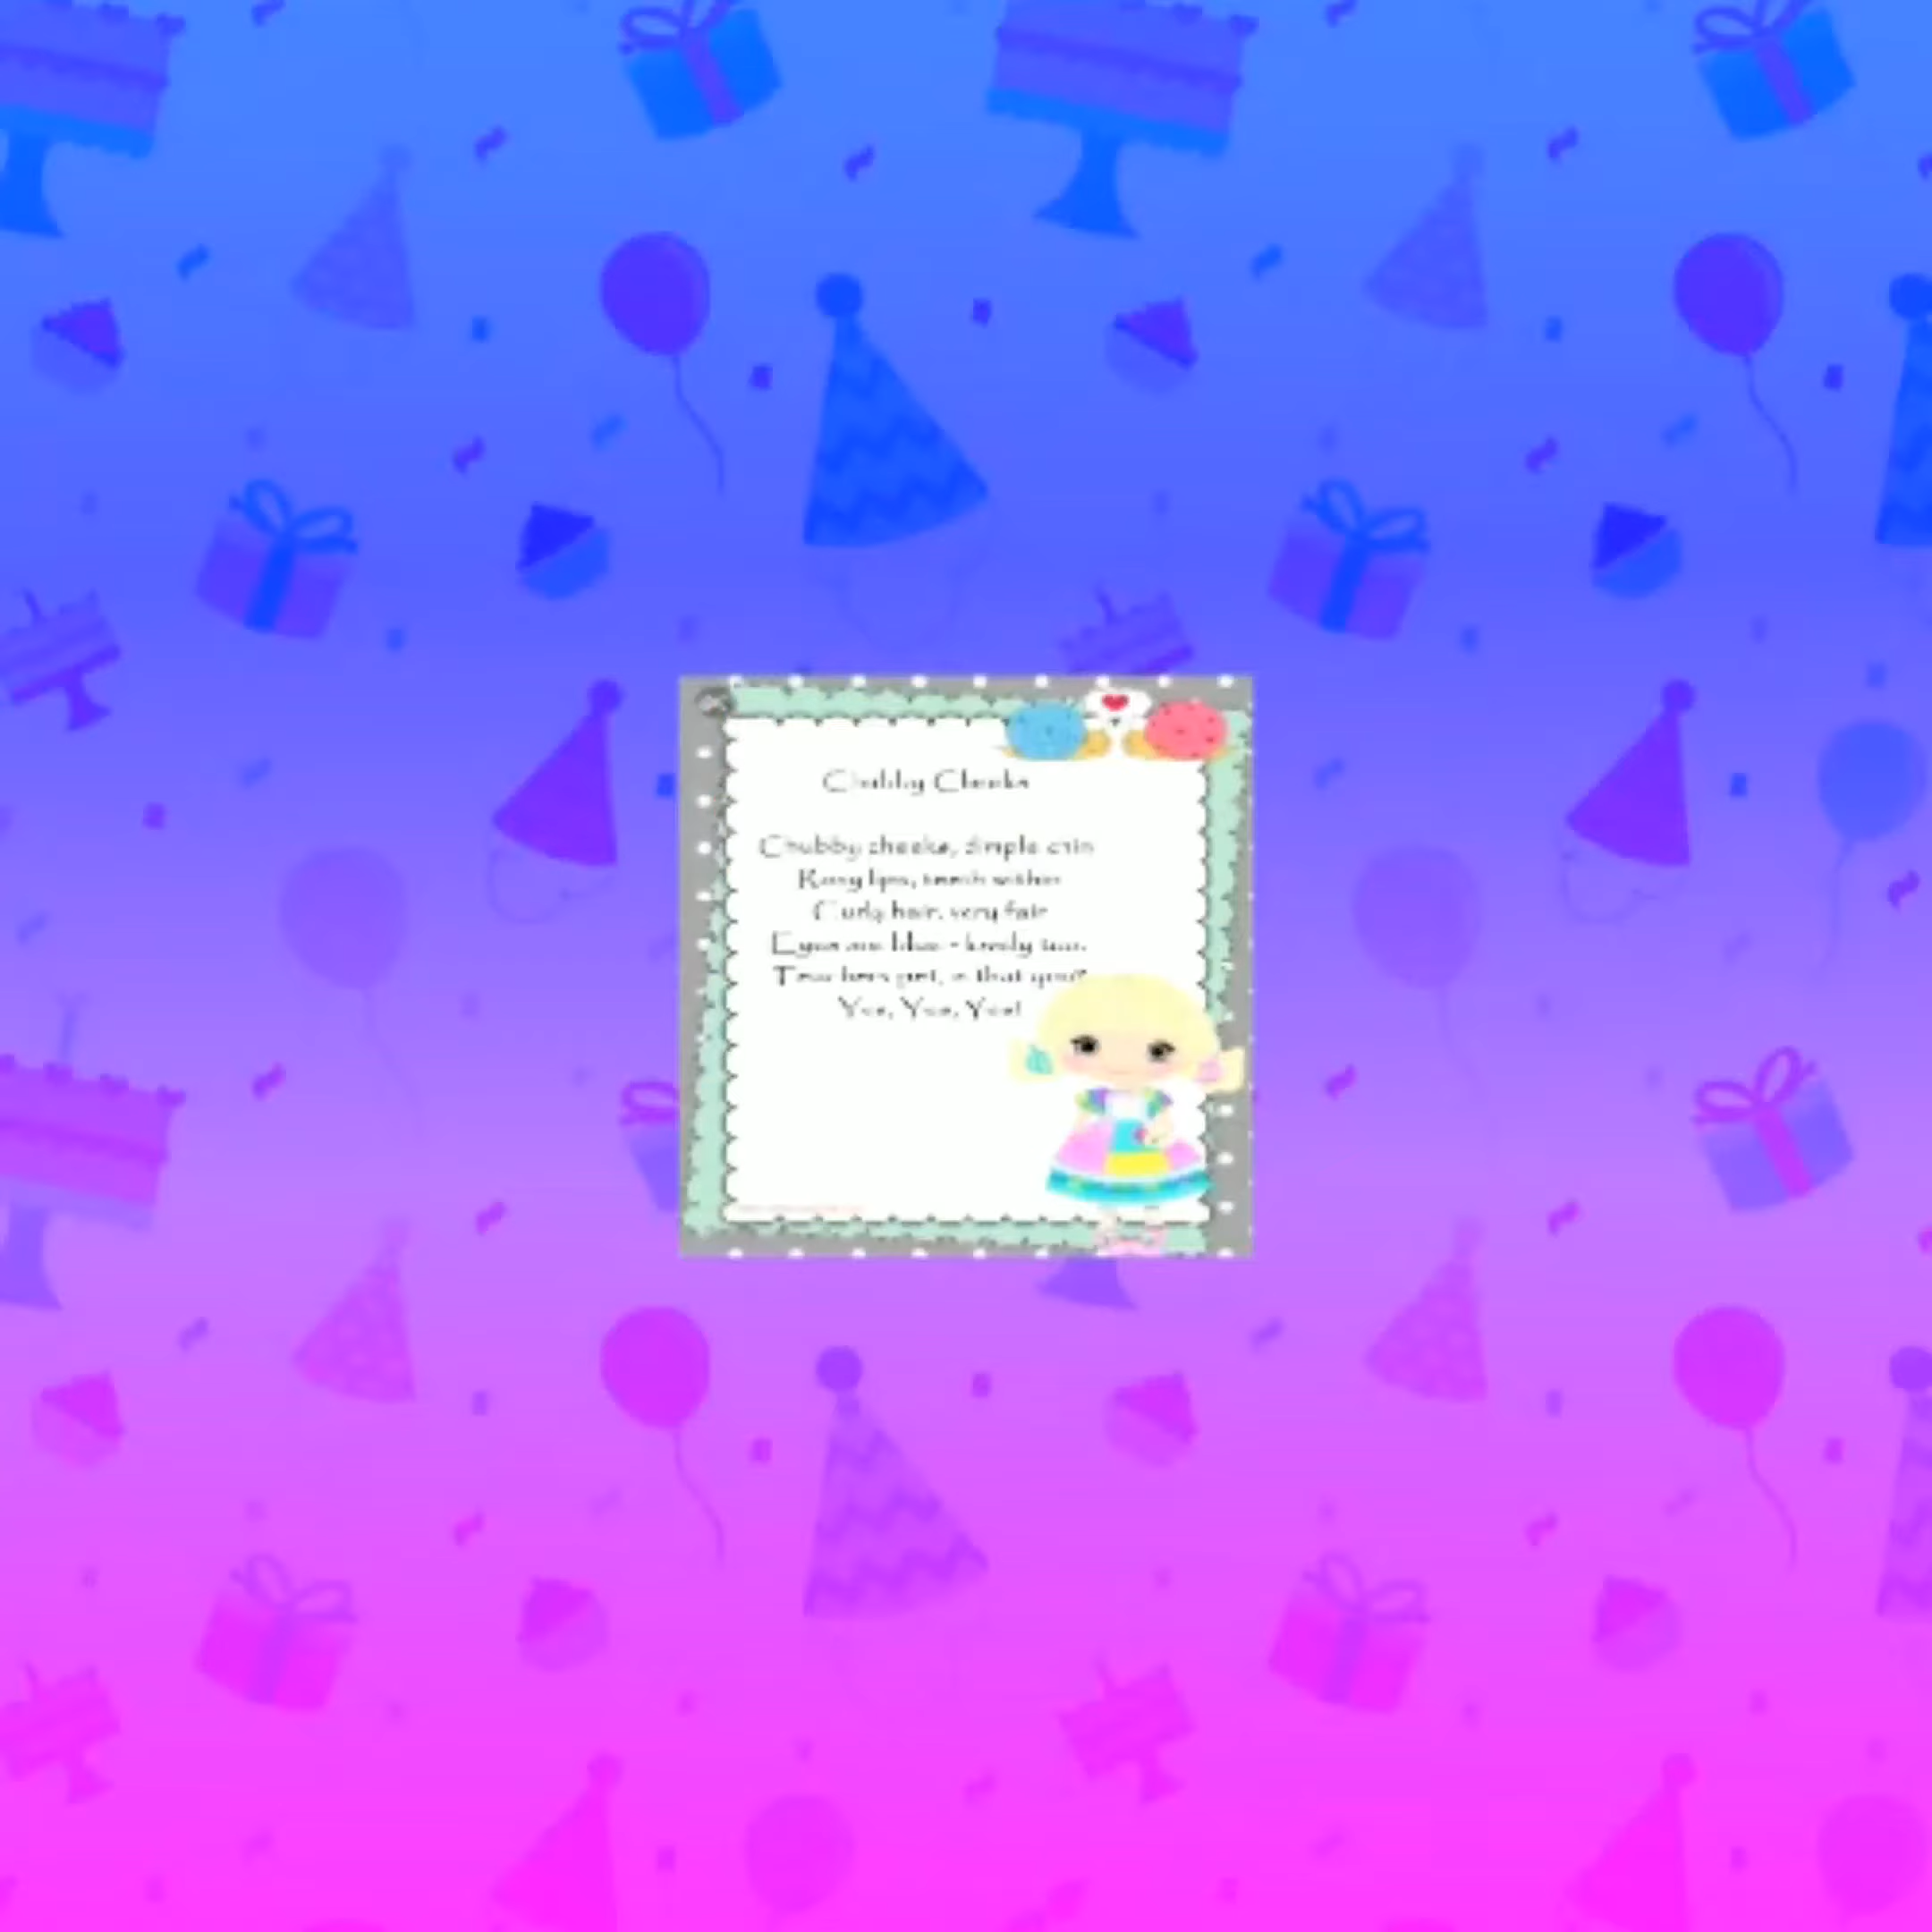 Chubby Cheeks
Chubby cheeks, dimple chin
Rosy lips, teeth within
Curly hair, very fair
Eyes are blue - lovely too.
Teachers pet, is that you?
Yes, Yes, Yes!